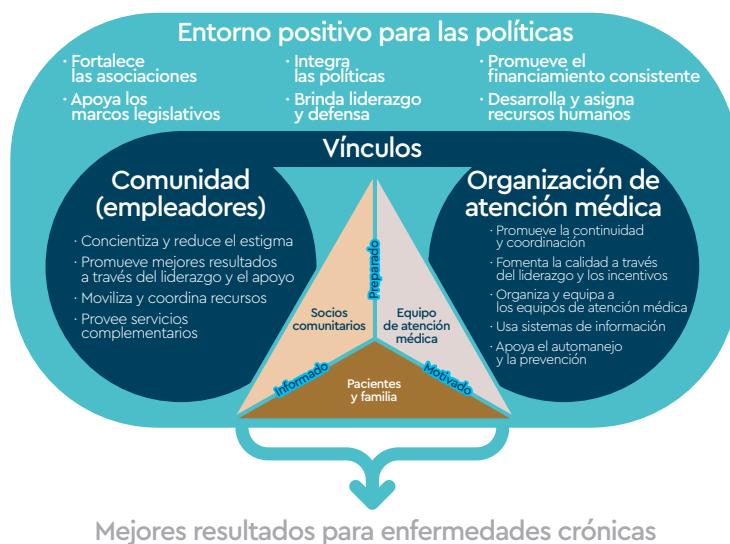 Entorno positivo para las políticas
· Fortalece
las asociaciones
· Apoya los
marcos legislativos
· Integra
las políticas
· Brinda liderazgo
y defensa
· Promueve el
financiamiento consistente
· Desarrolla y asigna
recursos humanos
Vínculos
Comunidad
(empleadores)
· Concientiza y reduce el estigma
· Promueve mejores resultados
a través del liderazgo y el apoyo
· Moviliza y coordina recursos
· Provee servicios
complementarios
Organización de
atención médica
· Promueve la continuidad
y coordinación
· Fomenta la calidad a través
del liderazgo y los incentivos
· Organiza y equipa a
los equipos de atención médica
· Usa sistemas de información
· Apoya el automanejo
y la prevención
Preparado
Socios
comunitarios
Equipo
de atención
médica
Informado
Motivado
Pacientes
y familia
Mejores resultados para enfermedades crónicas